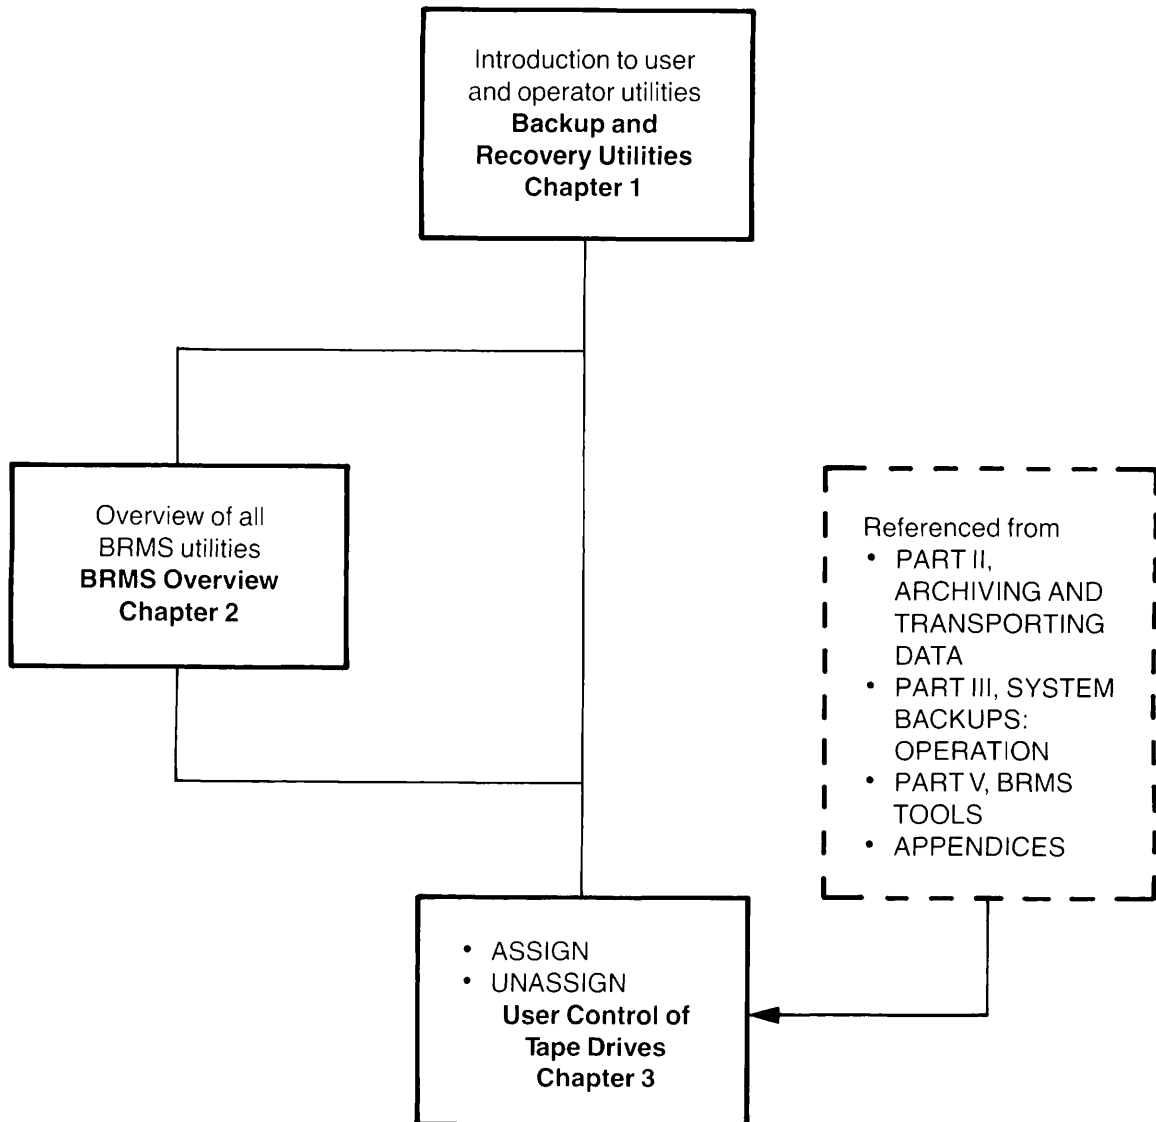 Introduction to user
and operator utilities
Backup and
Recovery Utilities
Chapter 1
Overview of all
BRMS utilities
BRMS Overview
Chapter 2
Referenced from
• PART II,
ARCHIVING AND
TRANSPORTING
DATA
• PART III, SYSTEM
BACKUPS:
OPERATION
• PART V, BRMS
TOOLS
• APPENDICES
• ASSIGN
• UNASSIGN
User Control of
Tape Drives
Chapter 3